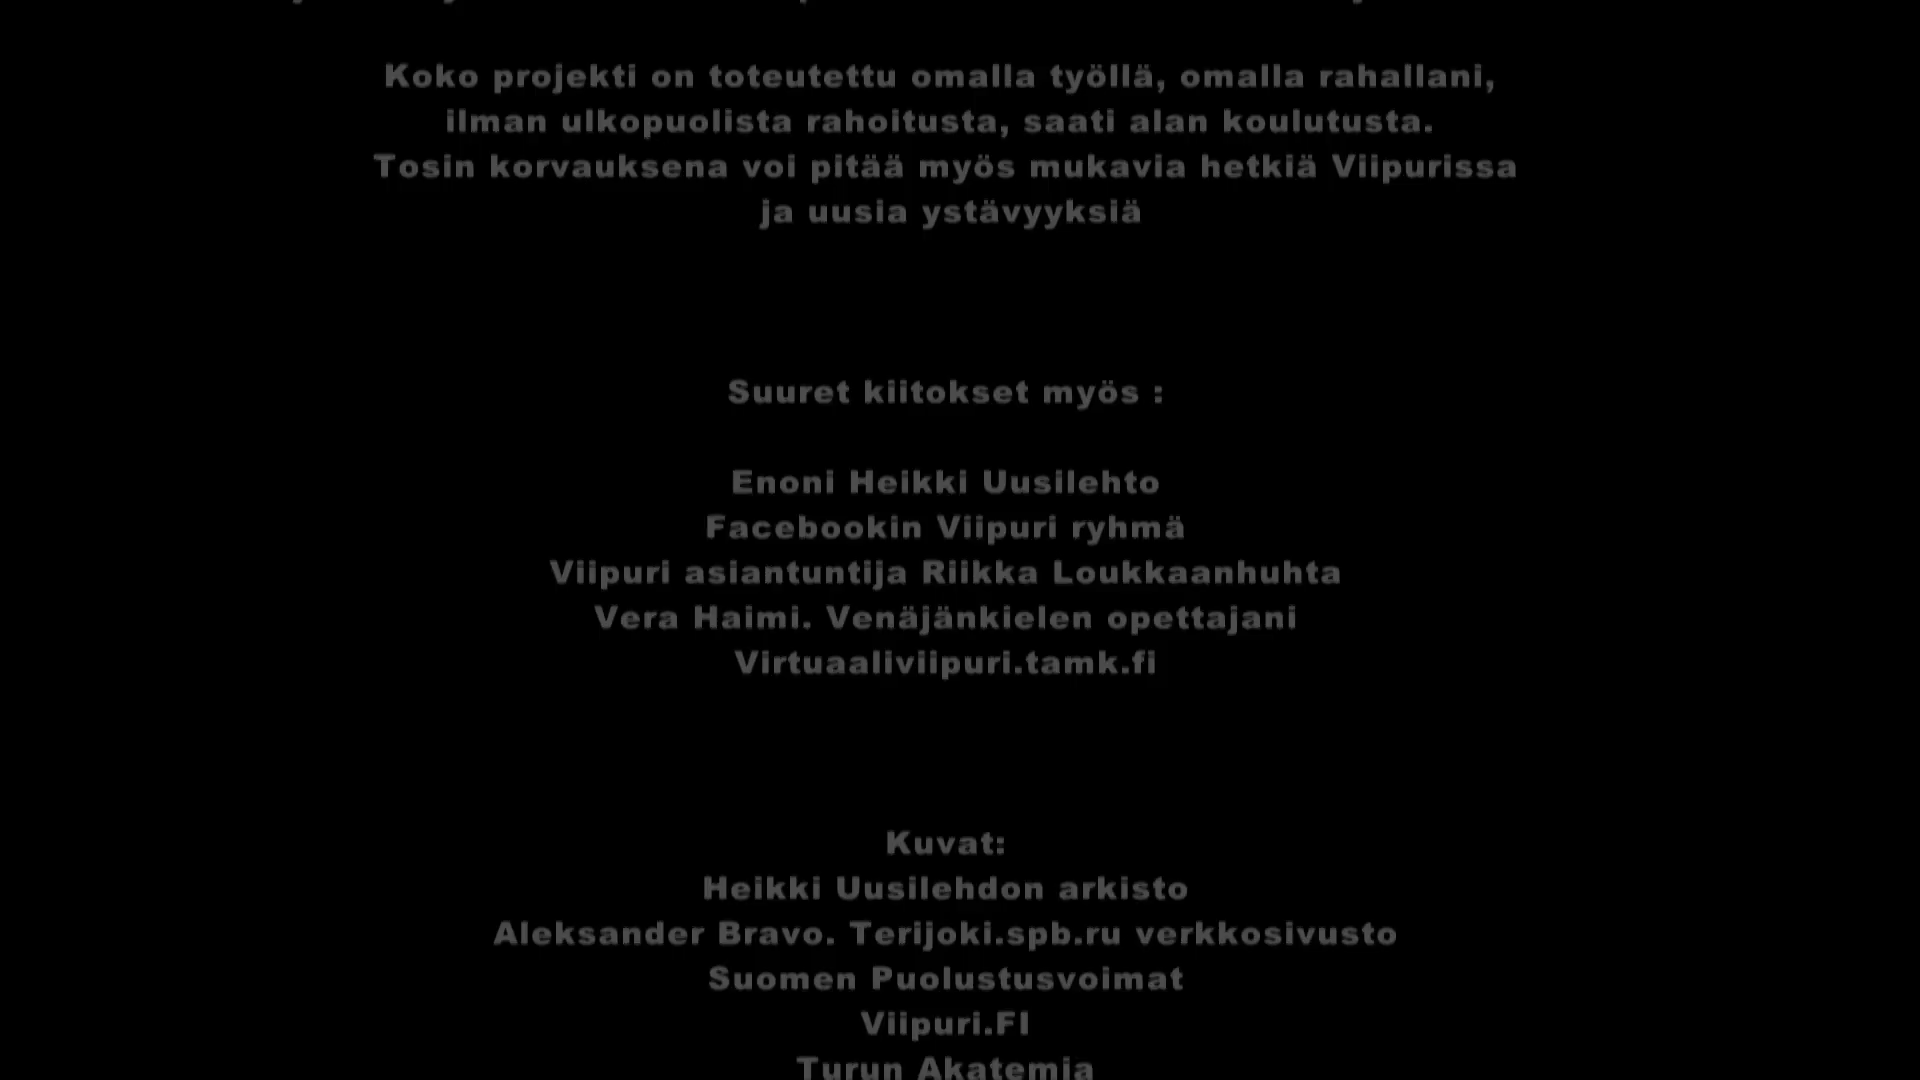 Koko projekti on toteutettu omalla työllä, omalla rahallani,
ilman ulkopuolista rahoitusta, saati alan koulutusta.
Tosin korvauksena voi pitää myös mukavia hetkiä Viipurissa
ja uusia ystävyyksiä
Suuret kiitokset myös :
Enoni Heikki Uusilehto
Facebookin Viipuri ryhmä
Viipuri asiantuntija Riikka Loukkaanhuhta
Vera Haimi. Venäjänkielen opettajani
Virtuaaliviipuri.tamk.fi
Kuvat:
Heikki Uusilehdon arkisto
Aleksander Bravo. Terijoki.spb.ru verkkosivusto
Suomen Puolustusvoimat
Viipuri.FI
Turun Akatemia